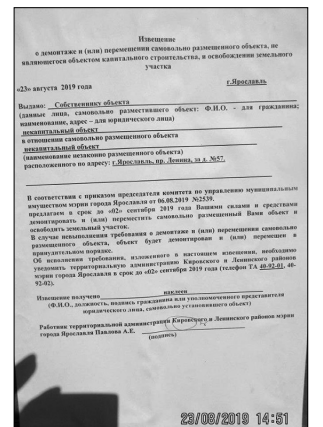 Извещение
о демонтаже и (или) перемещении самовольно размещенного объекта, не
являющегося объектом капитального строительства, и освобождении земельного
участка
г.Ярославль
«23» августа 2019 года
Выдано: Собственнику объекта
(данные лица, самовольно разместившего объект: Ф.И.О. - для гражданина;
наименование, адрес – для юридического лица)
некапитальный объект
в отношении самовольно размещенного объекта
некапитальный объект
(наименование незаконно размещенного объекта)
расположенного по адресу: г.Ярославль, пр. Ленина, за д. №57.
В соответствии с приказом председателя комитета по управлению муниципальным
имуществом мэрии города Ярославля от 06.08.2019 №2539.
предлагаем в срок до «02» сентября 2019 года Вашими силами и средствами
демонтировать и (или) переместить самовольно размещенный Вами объект и
освободить земельный участок.
В случае невыполнения требования о демонтаже и (или) перемещении самовольно
размещенного объекта, объект будет демонтирован и (или) перемещен в
принудительном порядке.
Об исполнении требования, изложенного в настоящем извещении, необходимо
уведомить территориальную администрацию Кировского и Ленинского районов
мэрии города Ярославля в срок до «02» сентября 2019 года (телефон ТА 40-92-01, 40-
92-02).
Извещение получено наклеен
(Ф.И.О., должность, подпись гражданина или уполномоченного представителя
юридического лица, самовольно установившего объект)
Работник территориальной администрации Кировского и Ленинского районов мэрии
города Ярославля Павлова А.Е.
(подпись)
23/08/2019 14:51